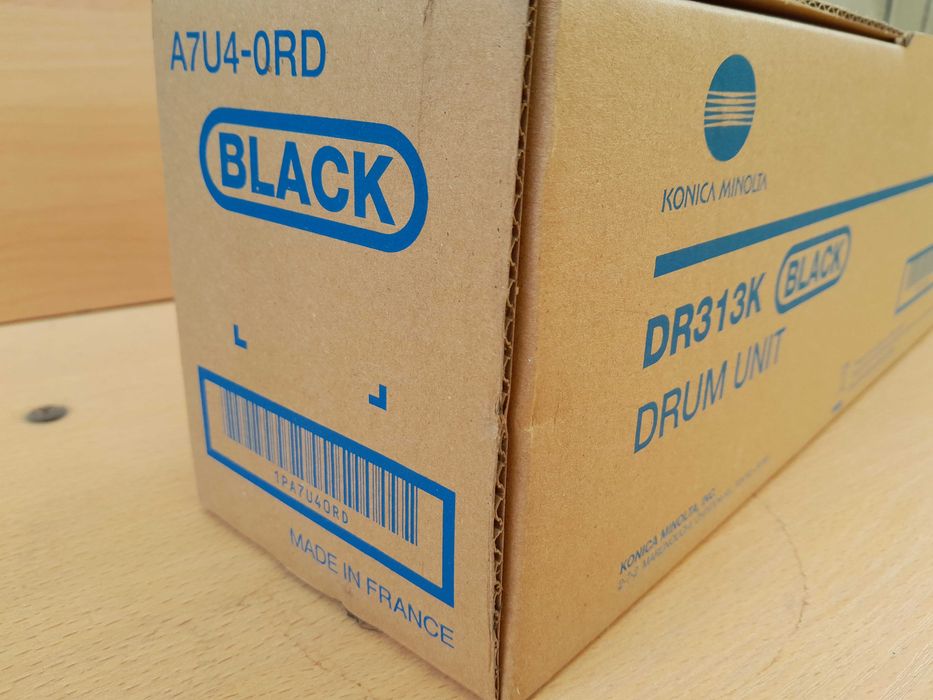 A7U4-0RD
BLACK
1PA7U40RD
MADE IN FRANCE
KONICA MINOLTA
DR313K BLACK
DRUM UNIT
KONICA MINOLTA, INC.